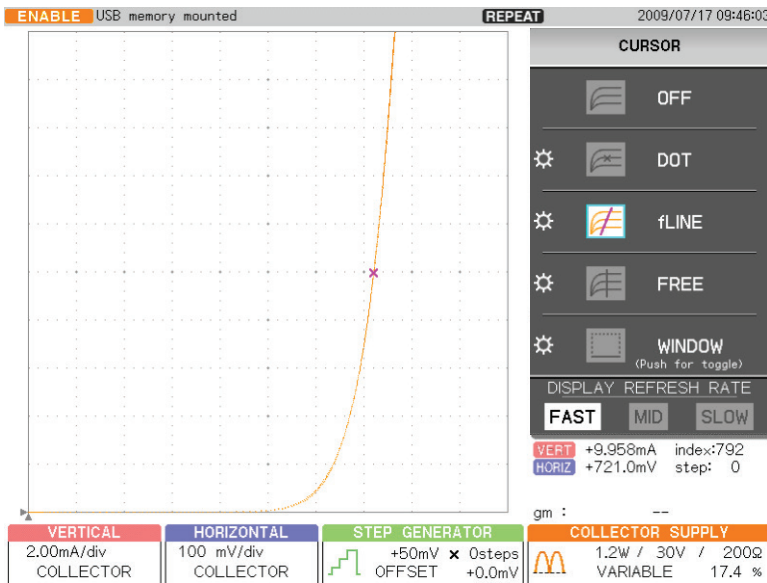 ENABLE USB memory mounted REPEAT 2009/07/17 09:46:03
CURSOR
OFF
DOT
fLINE
FREE
WINDOW
(Push for toggle)
DISPLAY REFRESH RATE
FAST MID SLOW
VERT +9.958mA index:792
HORIZ +721.0mV step: 0
gm : --
VERTICAL
2.00mA/div
COLLECTOR
HORIZONTAL
100 mV/div
COLLECTOR
STEP GENERATOR
+50mV × 0steps
OFFSET +0.0mV
COLLECTOR SUPPLY
1.2W / 30V / 200Ω
VARIABLE 17.4 %